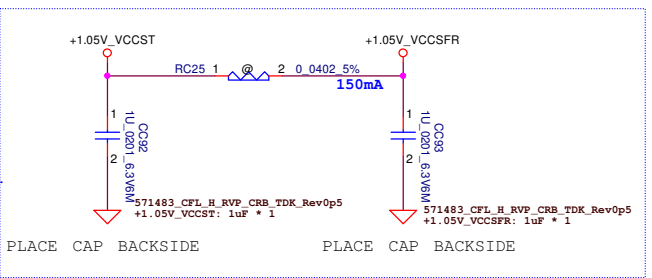 +1.05V_VCCST
+1.05V_VCCSFR
RC25 1 @ 2 0_0402_5%
150mA
1
CC92
1U_0201_6.3V6M
2
1
CC93
1U_0201_6.3V6M
2
571483_CFL_H_RVP_CRB_TDK_Rev0p5
+1.05V_VCCST: 1uF * 1
571483_CFL_H_RVP_CRB_TDK_Rev0p5
+1.05V_VCCSFR: 1uF * 1
PLACE CAP BACKSIDE
PLACE CAP BACKSIDE